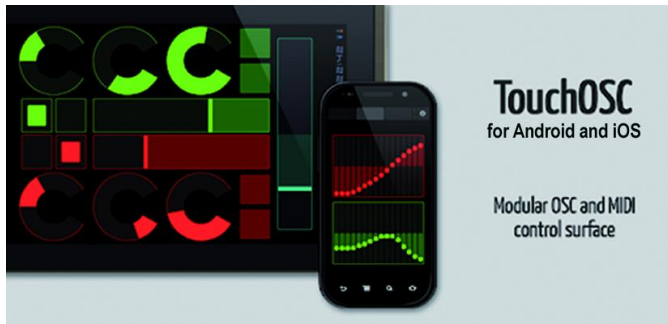 TouchOSC
for Android and iOS
Modular OSC and MIDI
control surface